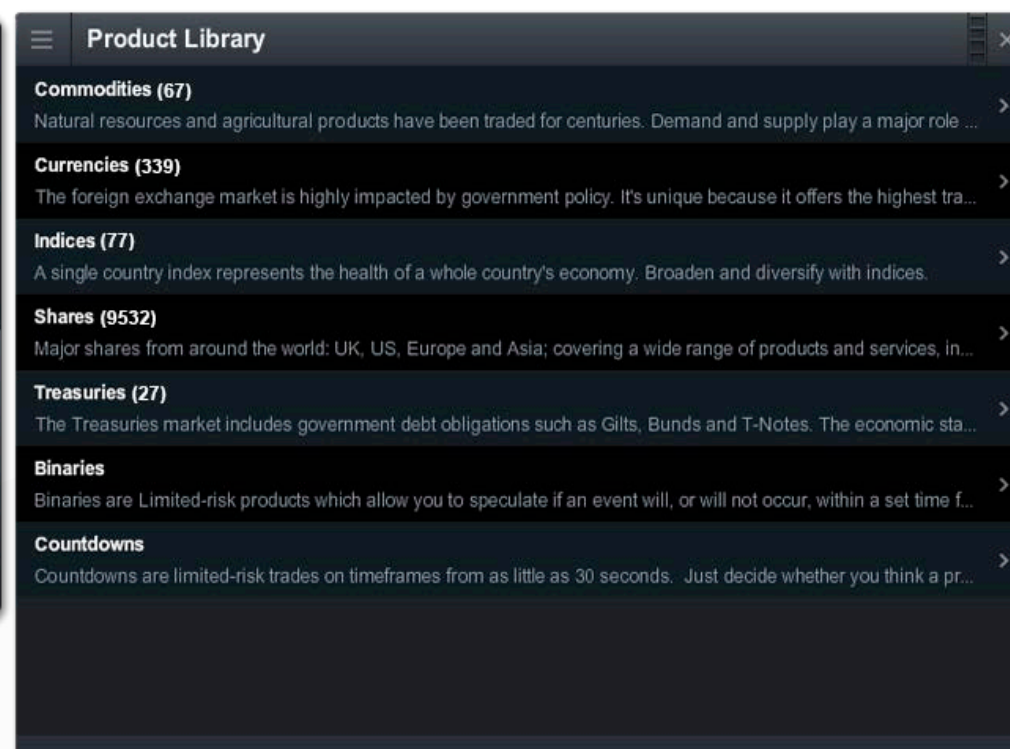 Product Library
Commodities (67)
Natural resources and agricultural products have been traded for centuries. Demand and supply play a major role ...
Currencies (339)
The foreign exchange market is highly impacted by government policy. It's unique because it offers the highest tra...
Indices (77)
A single country index represents the health of a whole country's economy. Broaden and diversify with indices.
Shares (9532)
Major shares from around the world: UK, US, Europe and Asia; covering a wide range of products and services, in...
Treasuries (27)
The Treasuries market includes government debt obligations such as Gilts, Bunds and T-Notes. The economic sta...
Binaries
Binaries are Limited-risk products which allow you to speculate if an event will, or will not occur, within a set time f...
Countdowns
Countdowns are limited-risk trades on timeframes from as little as 30 seconds.  Just decide whether you think a pr...